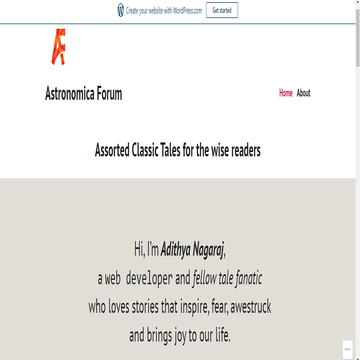 Create your website with WordPress.com Get started
Astronomica Forum
Home About
Assorted Classic Tales for the wise readers
Hi, I'm Adithya Nagaraj,
a web developer and fellow tale fanatic
who loves stories that inspire, fear, awestruck
and brings joy to our life.